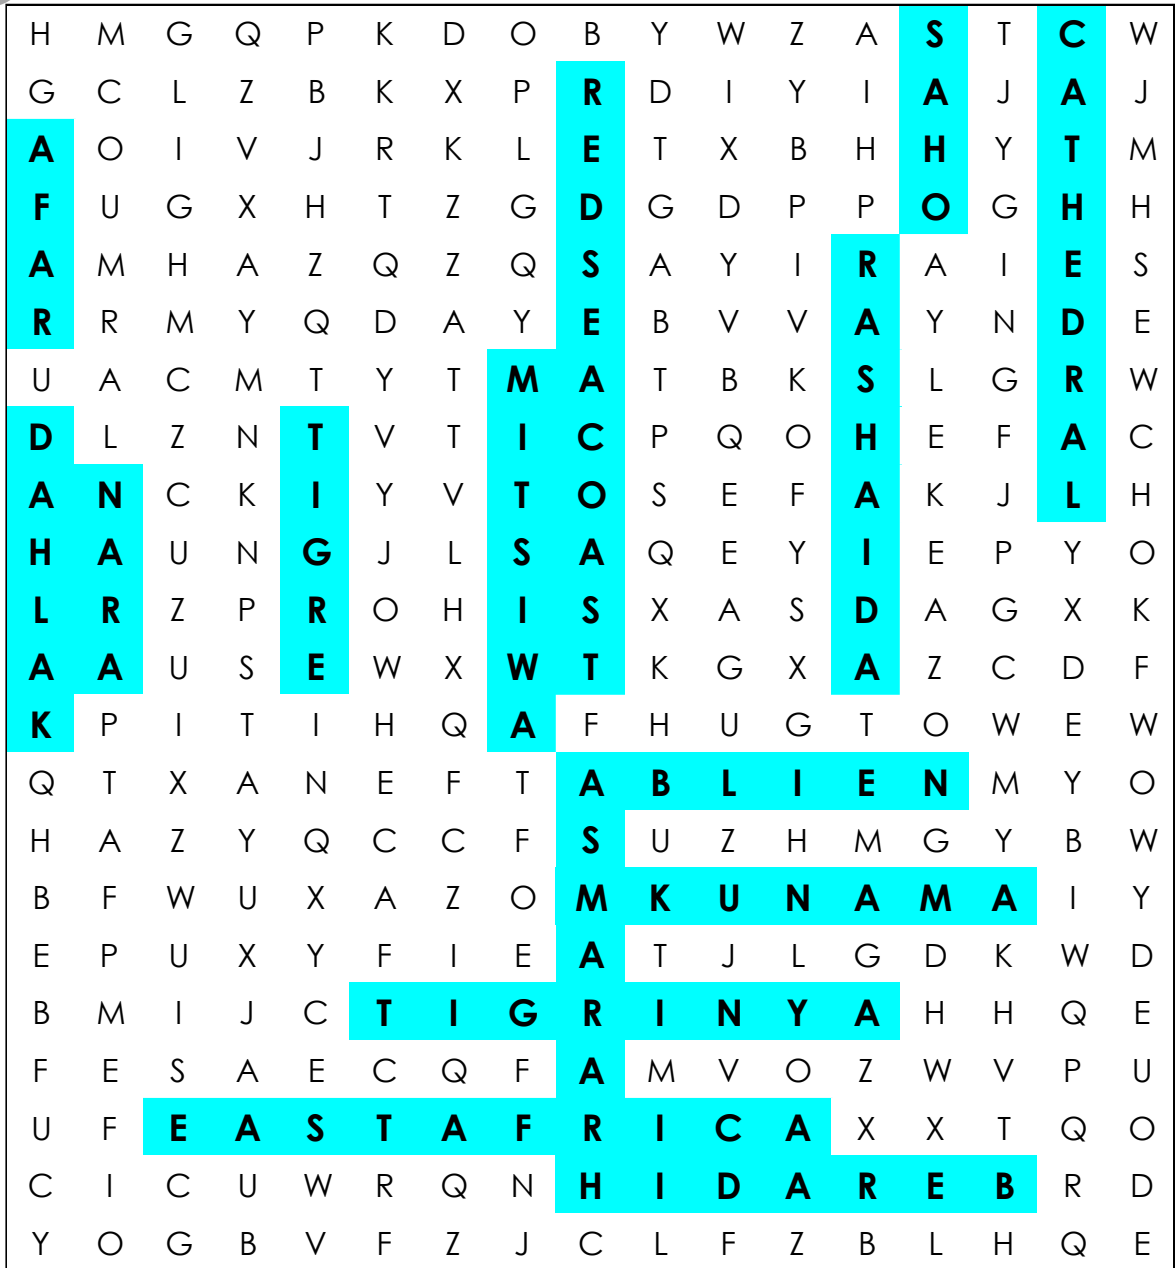 H M G Q P K D O B Y W Z A S T C W
G C L Z B K X P R D I Y I A J A J
A O I V J R K L E T X B H H Y T M
F U G X H T Z G D G D P P O G H H
A M H A Z Q Z Q S A Y I R A I E S
R R M Y Q D A Y E B V V A Y N D E
U A C M T Y T M A T B K S L G R W
D L Z N T V T I C P Q O H E F A C
A N C K I Y V T O S E F A K J L H
H A U N G J L S A Q E Y I E P Y O
L R Z P R O H I S X A S D A G X K
A A U S E W X W T K G X A Z C D F
K P I T I H Q A F H U G T O W E W
Q T X A N E F T A B L I E N M Y O
H A Z Y Q C C F S U Z H M G Y B W
B F W U X A Z O M K U N A M A I Y
E P U X Y F I E A T J L G D K W D
B M I J C T I G R I N Y A H H Q E
F E S A E C Q F A M V O Z W V P U
U F E A S T A F R I C A X X T Q O
C I C U W R Q N H I D A R E B R D
Y O G B V F Z J C L F Z B L H Q E